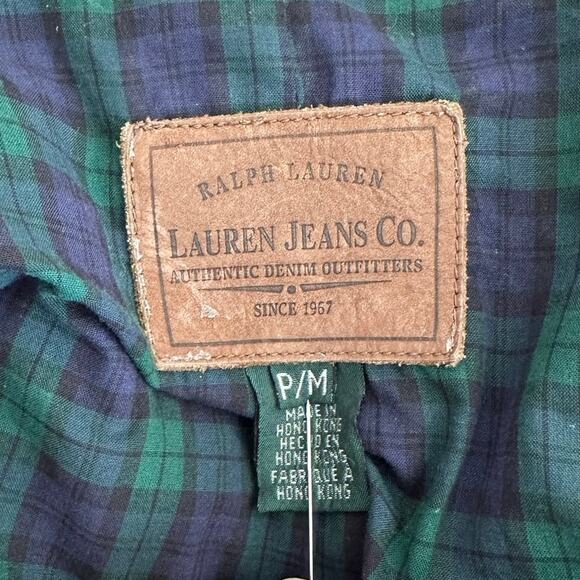 RALPH LAUREN
LAUREN JEANS CO.
AUTHENTIC DENIM OUTFITTERS
SINCE 1967
P/M
MADE IN
HONG KONG
HECHO EN
HONG KONG
FABRIQUÉ À
HONG KONG